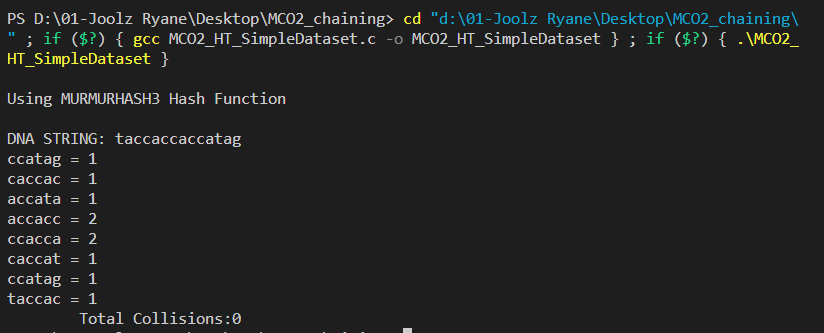 PS D:\01-Joolz Ryane\Desktop\MCO2_chaining> cd "d:\01-Joolz Ryane\Desktop\MCO2_chaining\
" ; if ($?) { gcc MCO2_HT_SimpleDataset.c -o MCO2_HT_SimpleDataset } ; if ($?) { .\MCO2_
HT_SimpleDataset }
Using MURMURHASH3 Hash Function
DNA STRING: taccaccaccatag
ccatag = 1
caccac = 1
accata = 1
accacc = 2
ccacca = 2
caccat = 1
ccatag = 1
taccac = 1
Total Collisions:0